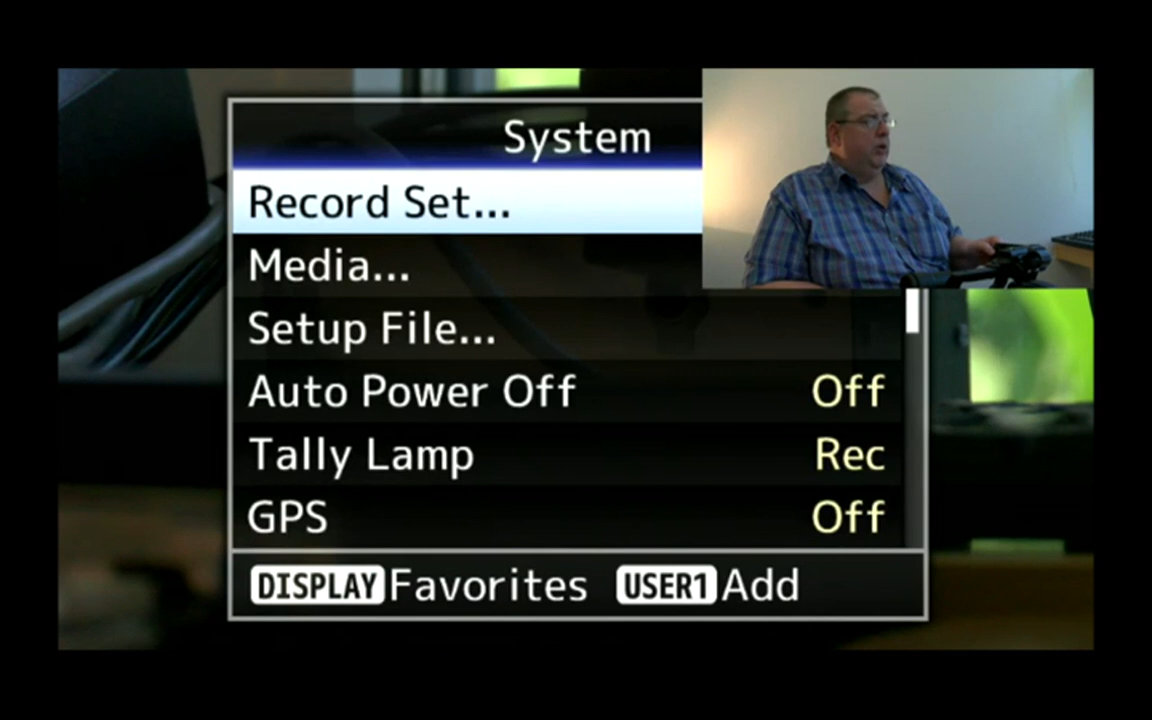 System
Record Set...
Media...
Setup File...
Auto Power Off Off
Tally Lamp Rec
GPS Off
DISPLAY Favorites USER1 Add